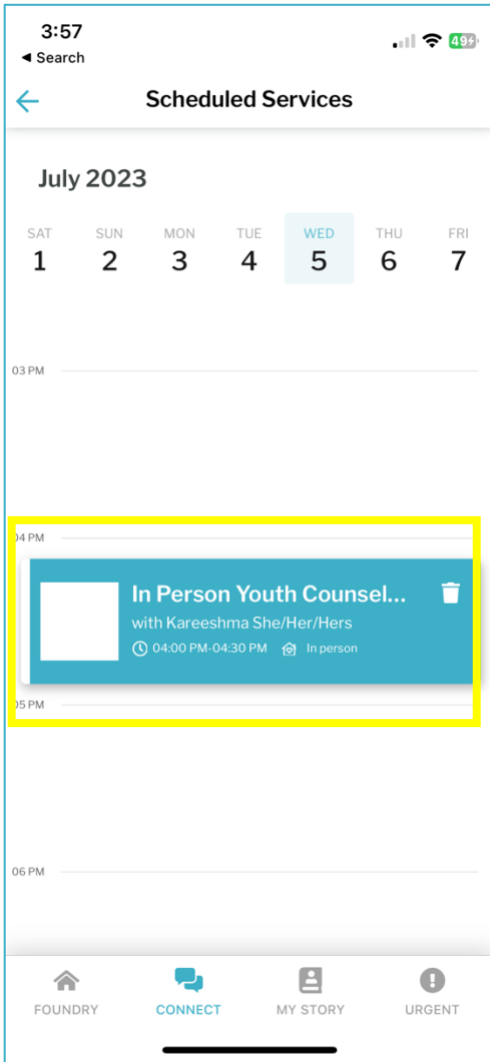 3:57
49
◄ Search
Scheduled Services
July 2023
SAT SUN MON TUE WED THU FRI
1 2 3 4 5 6 7
03 PM
04 PM
In Person Youth Counsel...
with Kareeshma She/Her/Hers
04:00 PM-04:30 PM In person
05 PM
06 PM
FOUNDRY CONNECT MY STORY URGENT